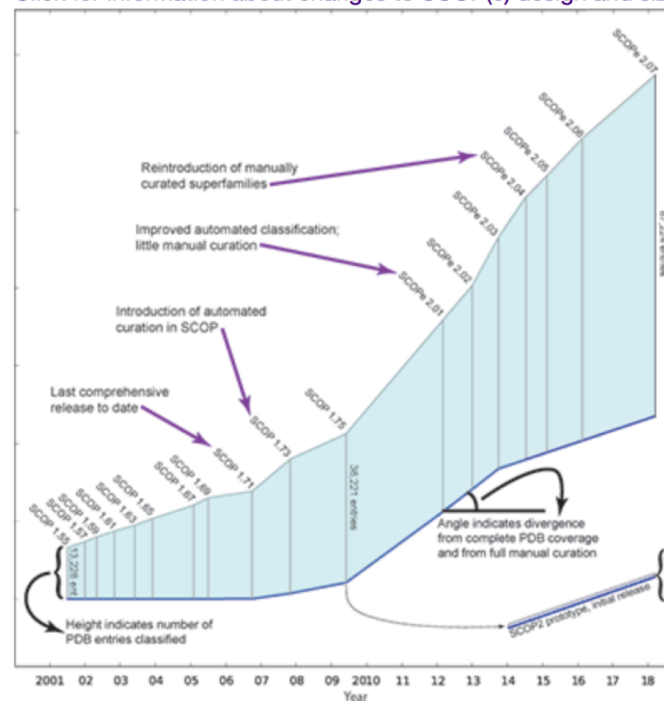 SCOPe 2.07
SCOPe 2.06
SCOPe 2.05
SCOPe 2.04
SCOPe 2.03
SCOPe 2.02
SCOPe 2.01
Reintroduction of manually
curated superfamilies
Improved automated classification;
little manual curation
Introduction of automated
curation in SCOP
Last comprehensive
release to date
SCOP 1.75
SCOP 1.73
SCOP 1.71
SCOP 1.69
SCOP 1.67
SCOP 1.65
SCOP 1.63
SCOP 1.61
SCOP 1.59
SCOP 1.57
SCOP 1.55
13,228
38,221 entries
Angle indicates divergence
from complete PDB coverage
and from full manual curation
Height indicates number of
PDB entries classified
SCOP2 prototype, initial release
2001 02 03 04 05 06 07 08 09 2010 11 12 13 14 15 16 17 18
Year